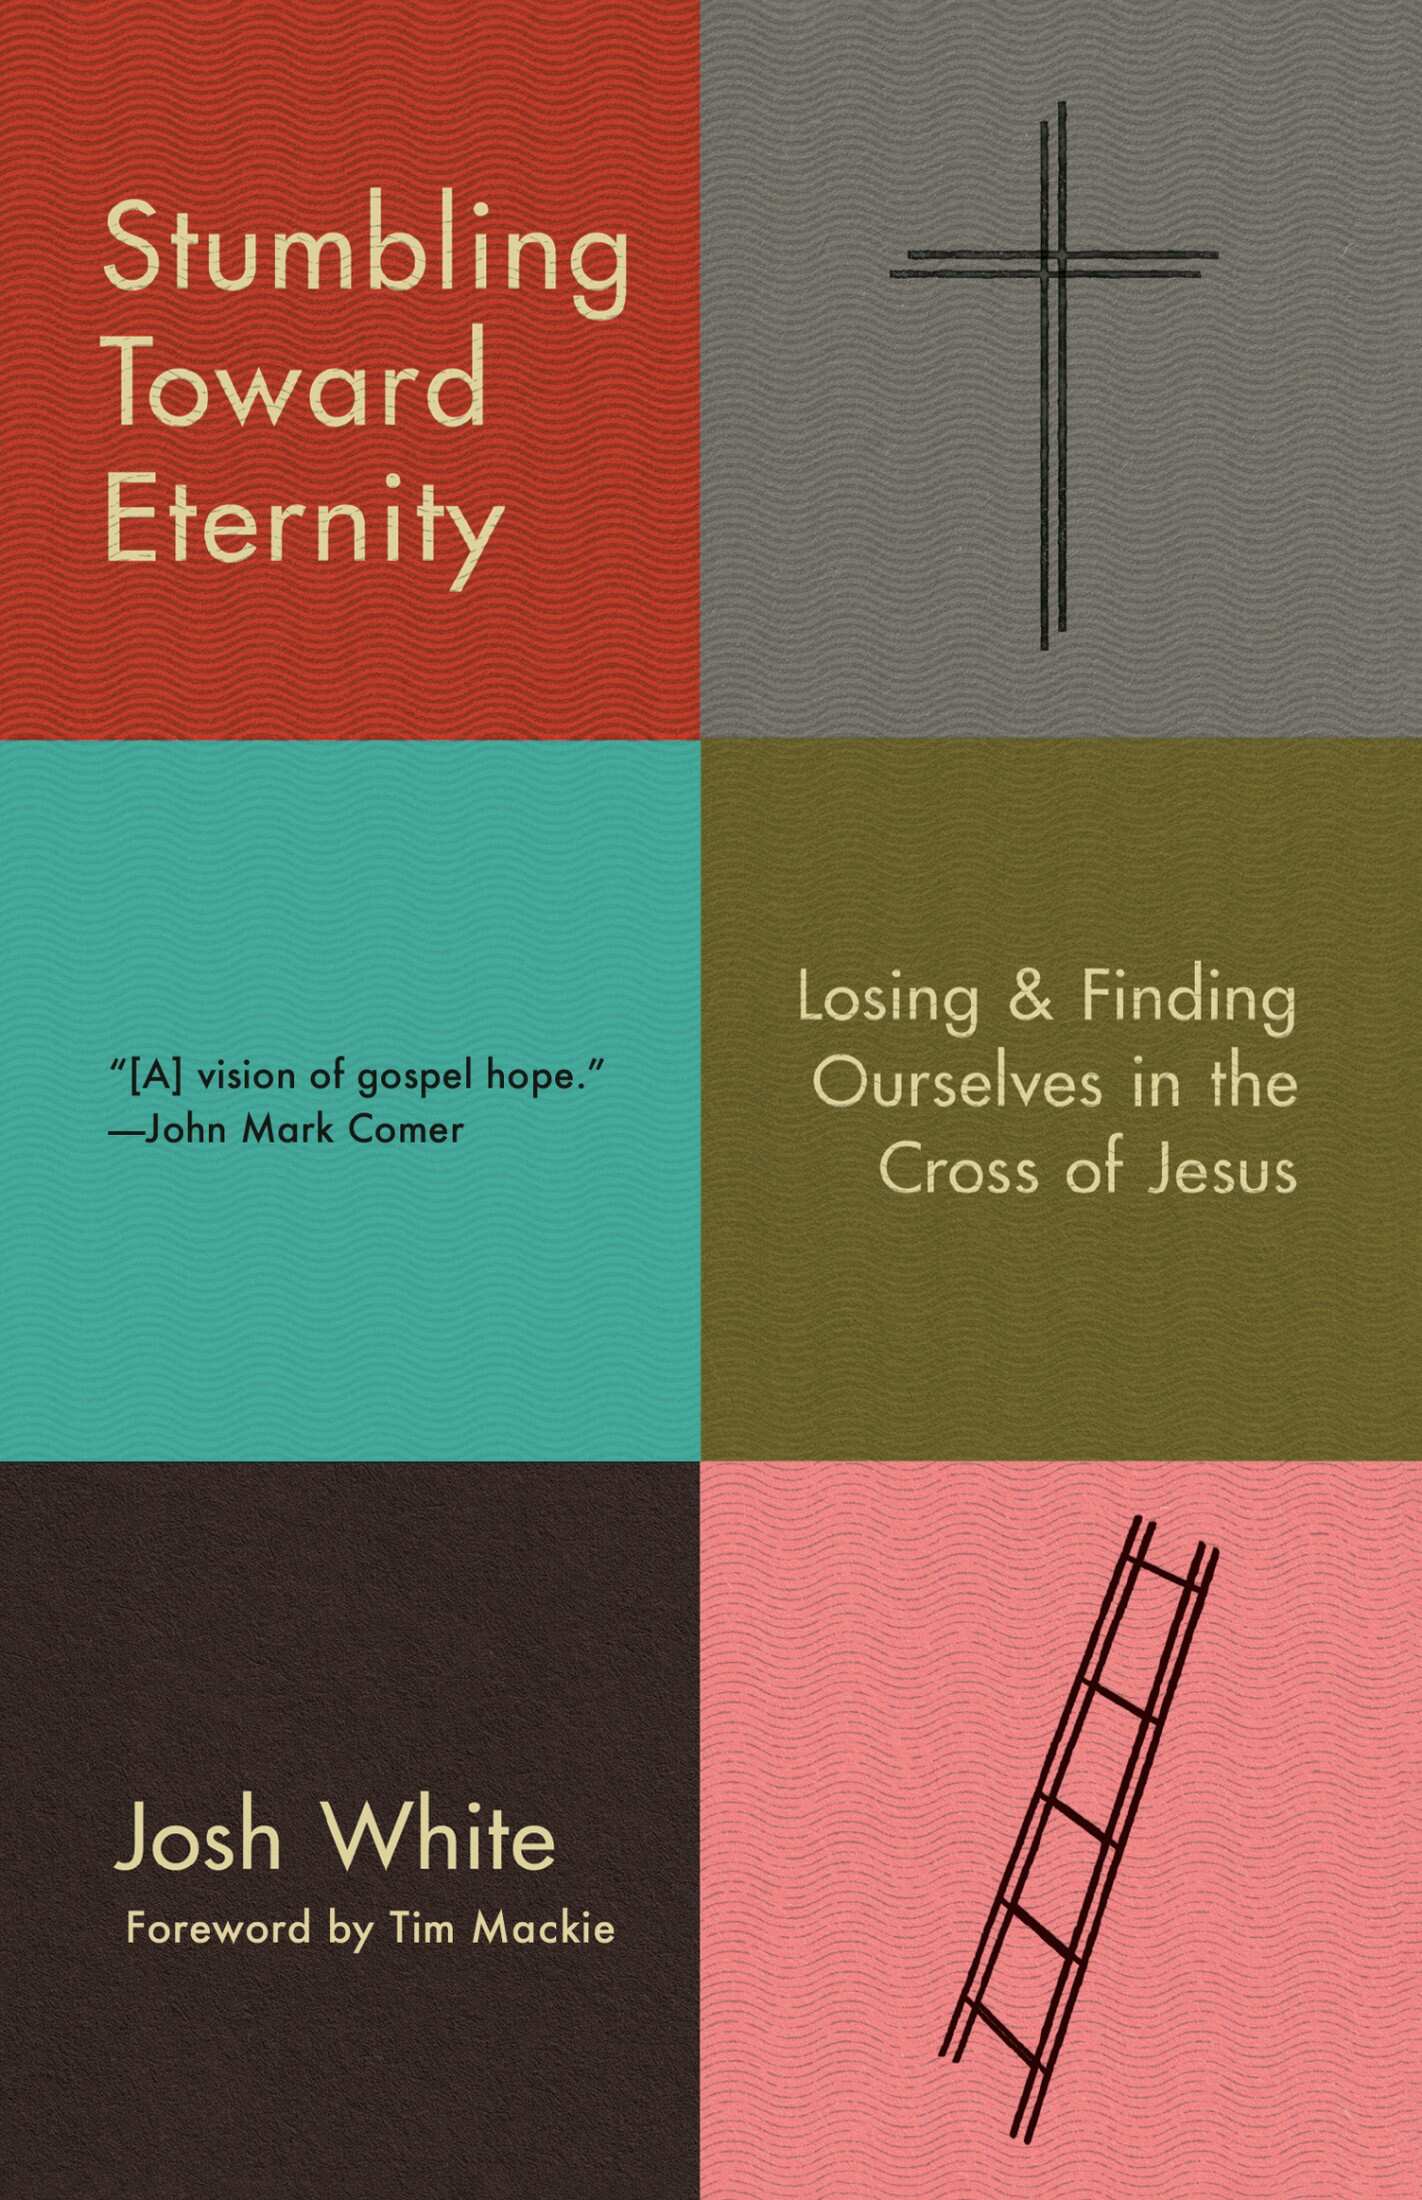 Stumbling
Toward
Eternity
“[A] vision of gospel hope.”
—John Mark Comer
Losing & Finding
Ourselves in the
Cross of Jesus
Josh White
Foreword by Tim Mackie